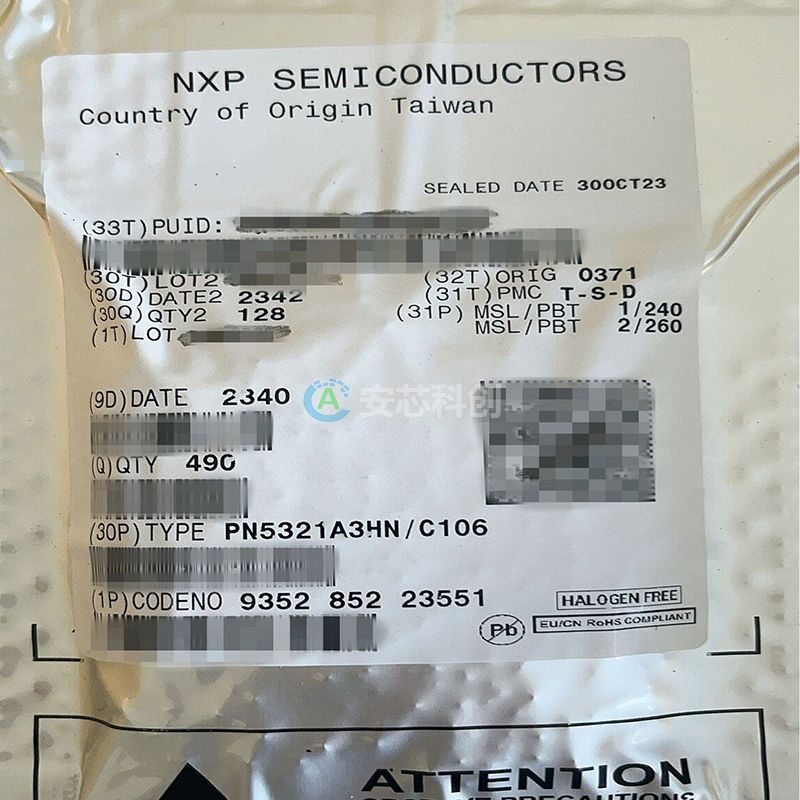 NXP SEMICONDUCTORS
Country of Origin Taiwan
SEALED DATE 30OCT23
(33T)PUID:
(30T)LOT2
(32T)ORIG 0371
(30D)DATE2 2342
(31T)PMC T-S-D
(30Q)QTY2 128
(31P) MSL/PBT 1/240
MSL/PBT 2/260
(1T)LOT
(9D)DATE 2340
A 安芯科创
(Q)QTY 490
(30P)TYPE PN5321A3HN/C106
(1P)CODENO 9352 852 23551
HALOGEN FREE
Pb
EU/CN RoHS COMPLIANT
ATTENTION